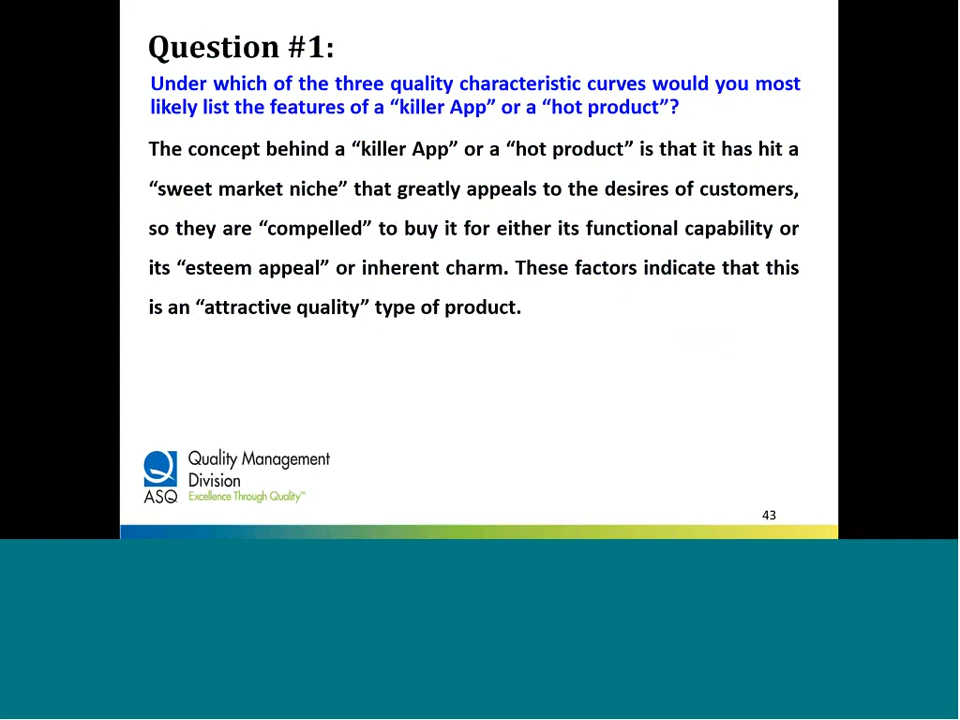 Question #1:
Under which of the three quality characteristic curves would you most
likely list the features of a “killer App” or a “hot product”?
The concept behind a “killer App” or a “hot product” is that it has hit a
“sweet market niche” that greatly appeals to the desires of customers,
so they are “compelled” to buy it for either its functional capability or
its “esteem appeal” or inherent charm. These factors indicate that this
is an “attractive quality” type of product.
Quality Management
Division
ASQ Excellence Through Quality™
43